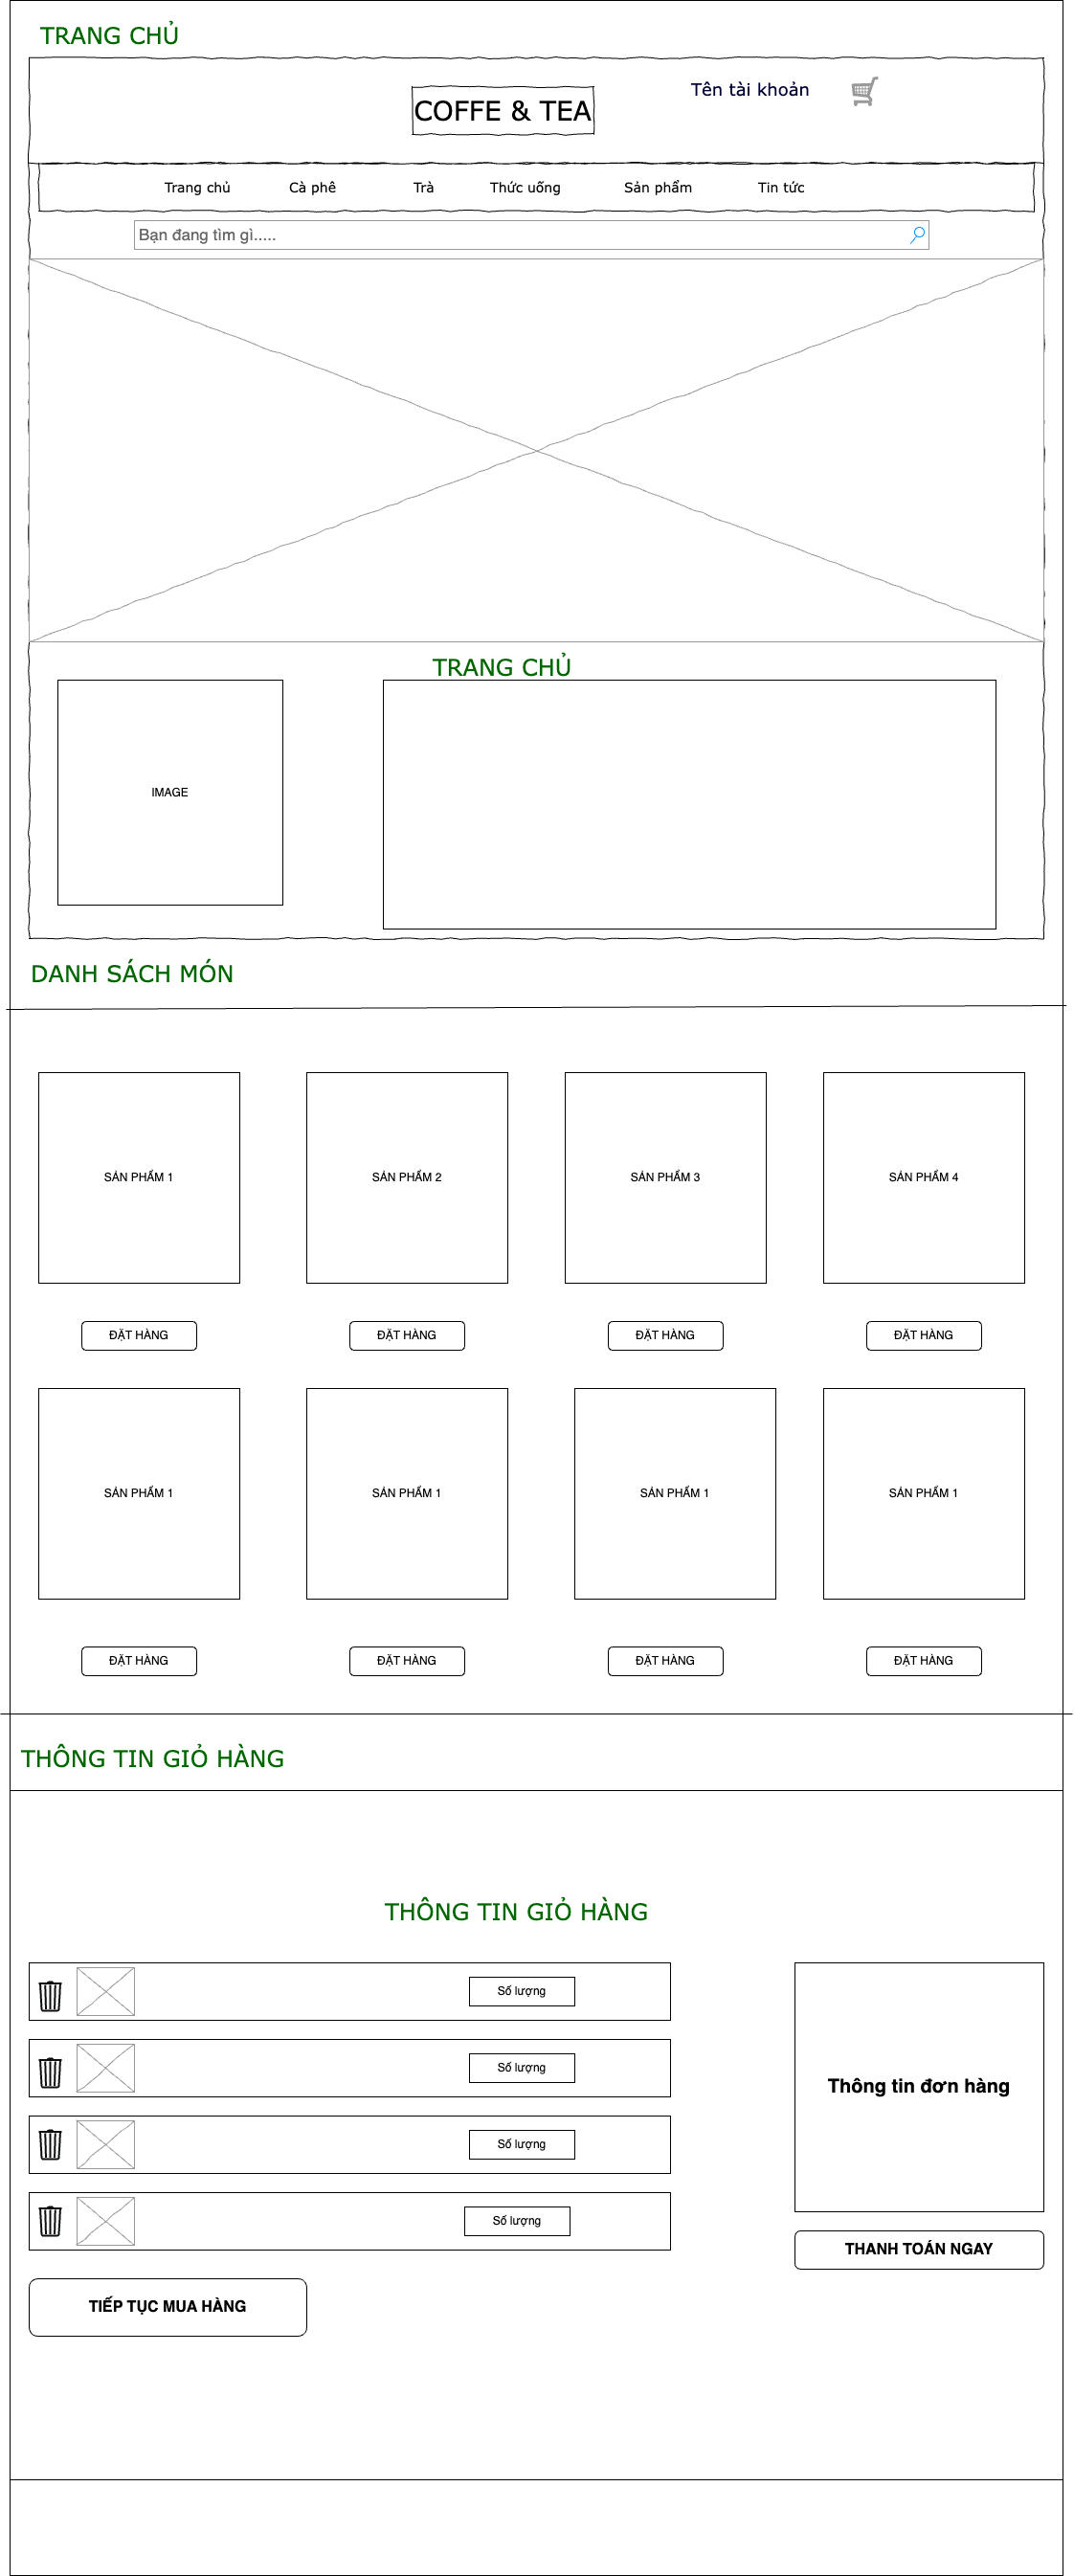 TRANG CHỦ
COFFE & TEA
Tên tài khoản
Trang chủ Cà phê Trà Thức uống Sản phẩm Tin tức
Bạn đang tìm gì.....
TRANG CHỦ
IMAGE
DANH SÁCH MÓN
SẢN PHẨM 1 SẢN PHẨM 2 SẢN PHẨM 3 SẢN PHẨM 4
ĐẶT HÀNG ĐẶT HÀNG ĐẶT HÀNG ĐẶT HÀNG
SẢN PHẨM 1 SẢN PHẨM 1 SẢN PHẨM 1 SẢN PHẨM 1
ĐẶT HÀNG ĐẶT HÀNG ĐẶT HÀNG ĐẶT HÀNG
THÔNG TIN GIỎ HÀNG
THÔNG TIN GIỎ HÀNG
Số lượng
Số lượng
Số lượng
Số lượng
Thông tin đơn hàng
THANH TOÁN NGAY
TIẾP TỤC MUA HÀNG